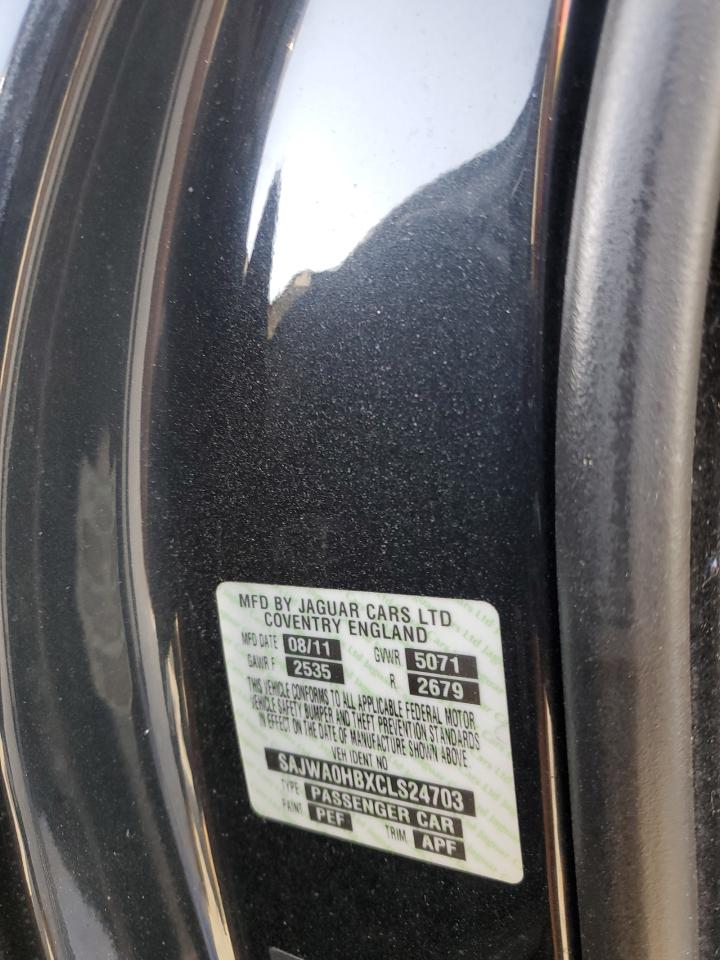 MFD BY JAGUAR CARS LTD
COVENTRY ENGLAND
MFD DATE 08/11 GVWR 5071
GAWR F 2535 R 2679
THIS VEHICLE CONFORMS TO ALL APPLICABLE FEDERAL MOTOR
VEHICLE SAFETY BUMPER AND THEFT PREVENTION STANDARDS
IN EFFECT ON THE DATE OF MANUFACTURE SHOWN ABOVE
VEH IDENT NO
SAJWA0HBXCLS24703
TYPE PASSENGER CAR
PAINT PEF TRIM APF